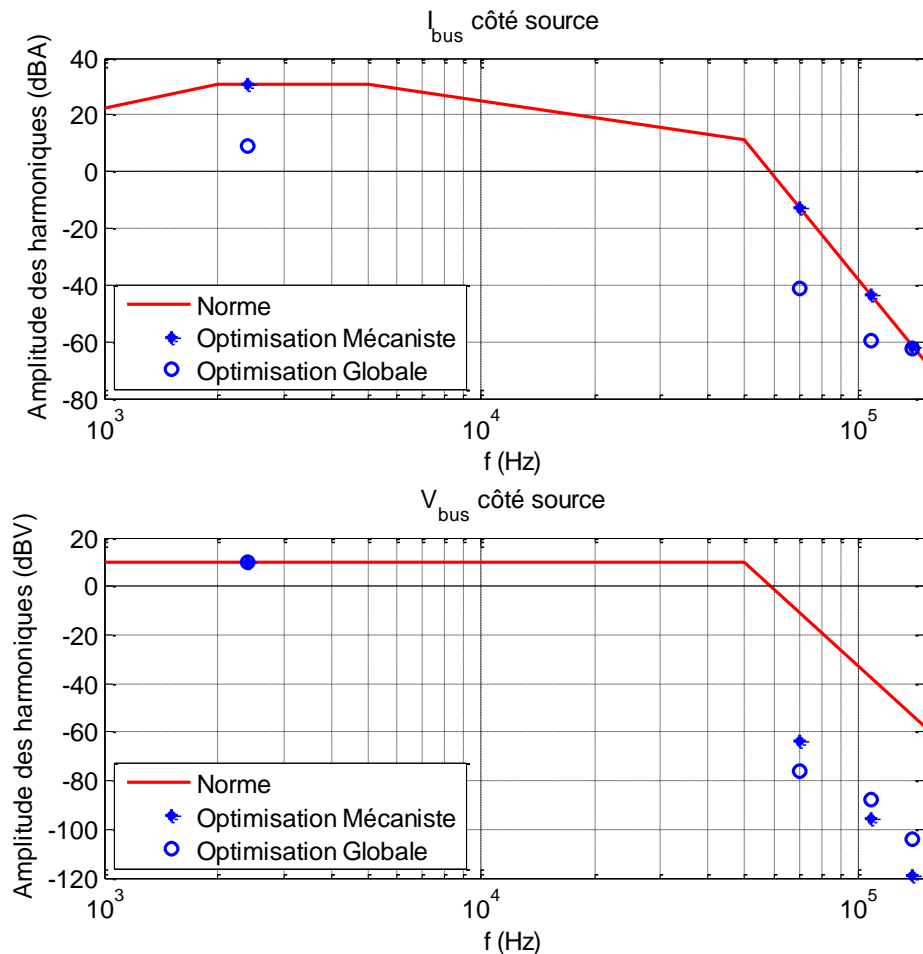 I_bus côté source
Amplitude des harmoniques (dBA)
40
20
0
-20
-40
-60
-80
Norme
Optimisation Mécaniste
Optimisation Globale
10^3
10^4
10^5
f (Hz)
V_bus côté source
Amplitude des harmoniques (dBV)
20
0
-20
-40
-60
-80
-100
-120
Norme
Optimisation Mécaniste
Optimisation Globale
10^3
10^4
10^5
f (Hz)